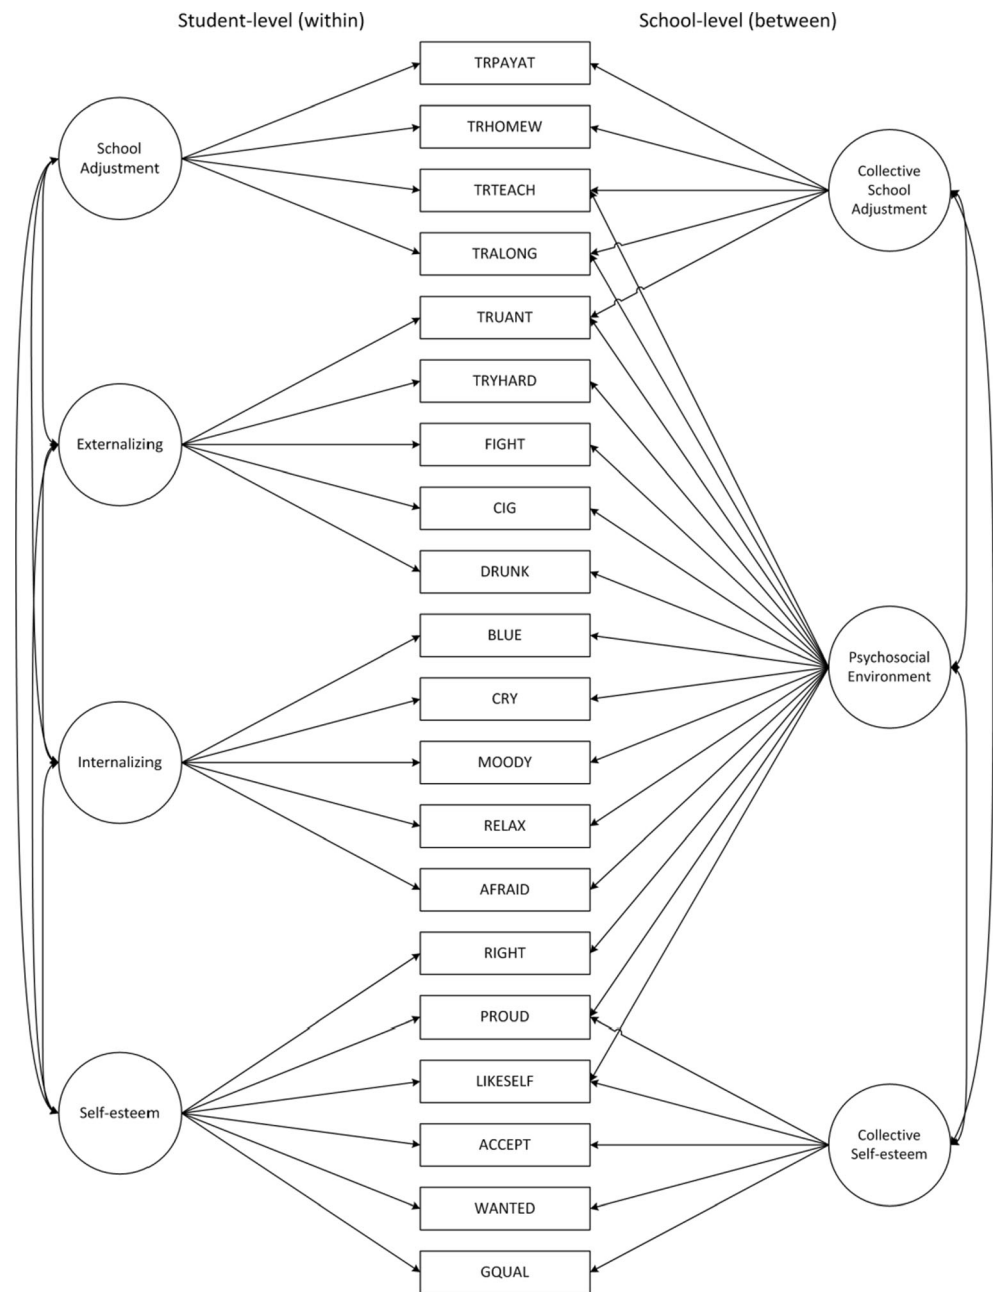 Student-level (within)
School-level (between)
TRPAYAT
TRHOMEW
TRTEACH
TRALONG
TRUANT
TRYHARD
FIGHT
CIG
DRUNK
BLUE
CRY
MOODY
RELAX
AFRAID
RIGHT
PROUD
LIKESELF
ACCEPT
WANTED
GQUAL
School
Adjustment
Externalizing
Internalizing
Self-esteem
Collective
School
Adjustment
Psychosocial
Environment
Collective
Self-esteem